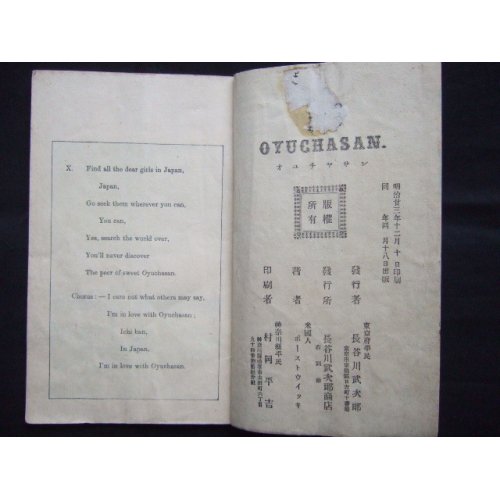 X. Find all the dear girls in Japan,
Japan,
Go seek them wherever you can,
You can,
Yes, search the world over,
You'll never discover
The peer of sweet Oyuchasan.
Chorus:— I care not what others may say,
I'm in love with Oyuchasan;
Ichi ban,
In Japan,
I'm in love with Oyuchasan.
OYUCHASAN.
オユチヤサン
版權所有
明治廿三年十二月十日印刷
同年同月十八日出版
發行者
東京府平民
長谷川武次郎
發行所
長谷川武次郎商店
著者
米國人
ポーストウイッキ
印刷者
神奈川縣平民
村岡平吉